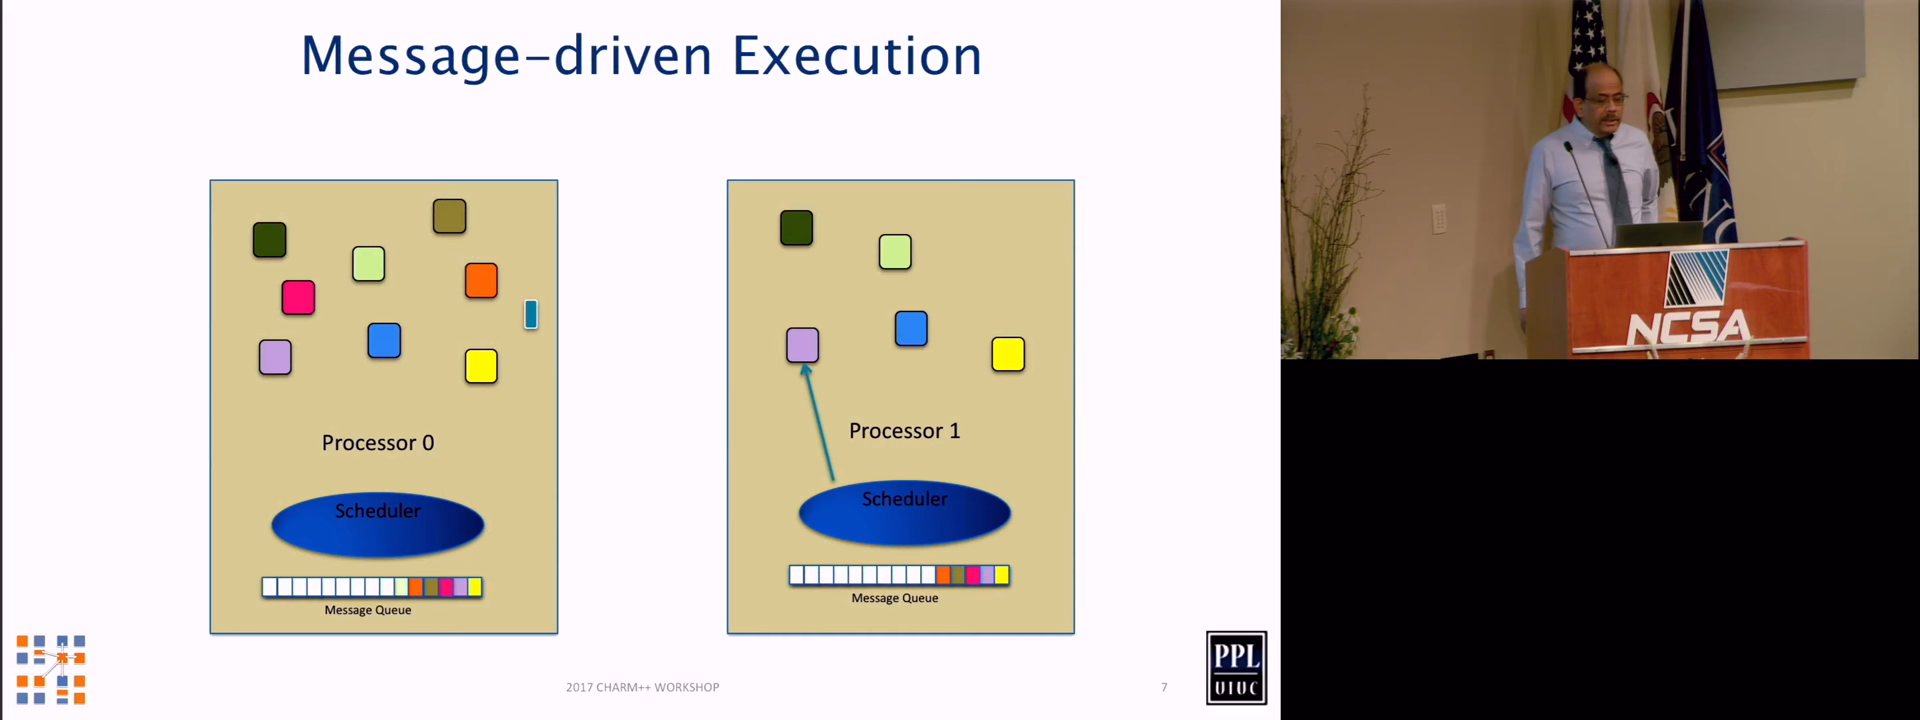 Message-driven Execution
Processor 0
Scheduler
Message Queue
Processor 1
Scheduler
Message Queue
2017 CHARM++ WORKSHOP
7
PPL
UIUC
NCSA